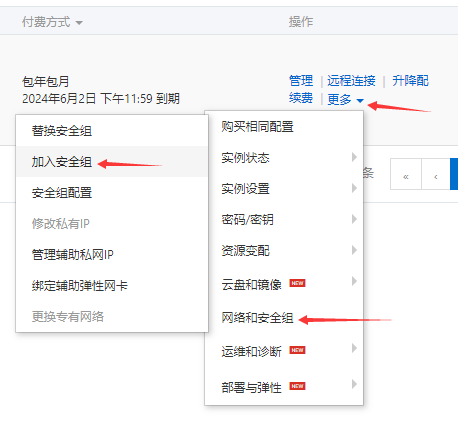 付费方式
操作
包年包月
2024年6月2日 下午11:59 到期
管理 | 远程连接 | 升降配
续费 | 更多
替换安全组
加入安全组
安全组配置
修改私有IP
管理辅助私网IP
绑定辅助弹性网卡
更换专有网络
购买相同配置
实例状态
实例设置
密码/密钥
资源变配
云盘和镜像 NEW
网络和安全组
运维和诊断 NEW
部署与弹性 NEW
条
« ‹